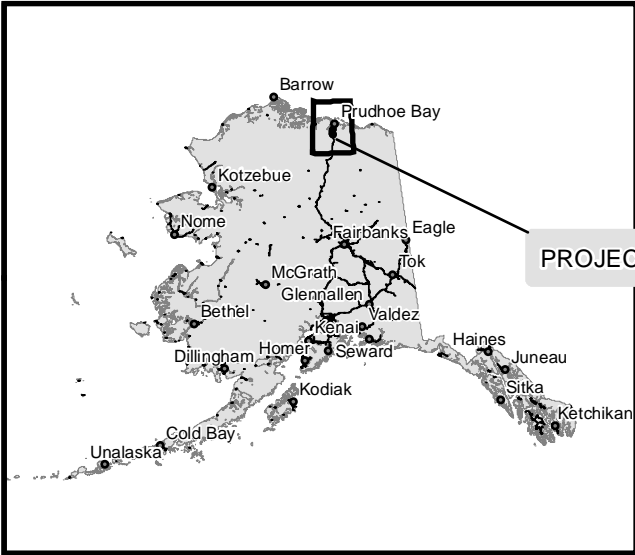 Barrow
Prudhoe Bay
Kotzebue
Nome
Fairbanks
Eagle
PROJEC
Tok
McGrath
Glennallen
Bethel
Valdez
Kenai
Dillingham
Homer
Seward
Haines
Juneau
Kodiak
Sitka
Ketchikan
Cold Bay
Unalaska